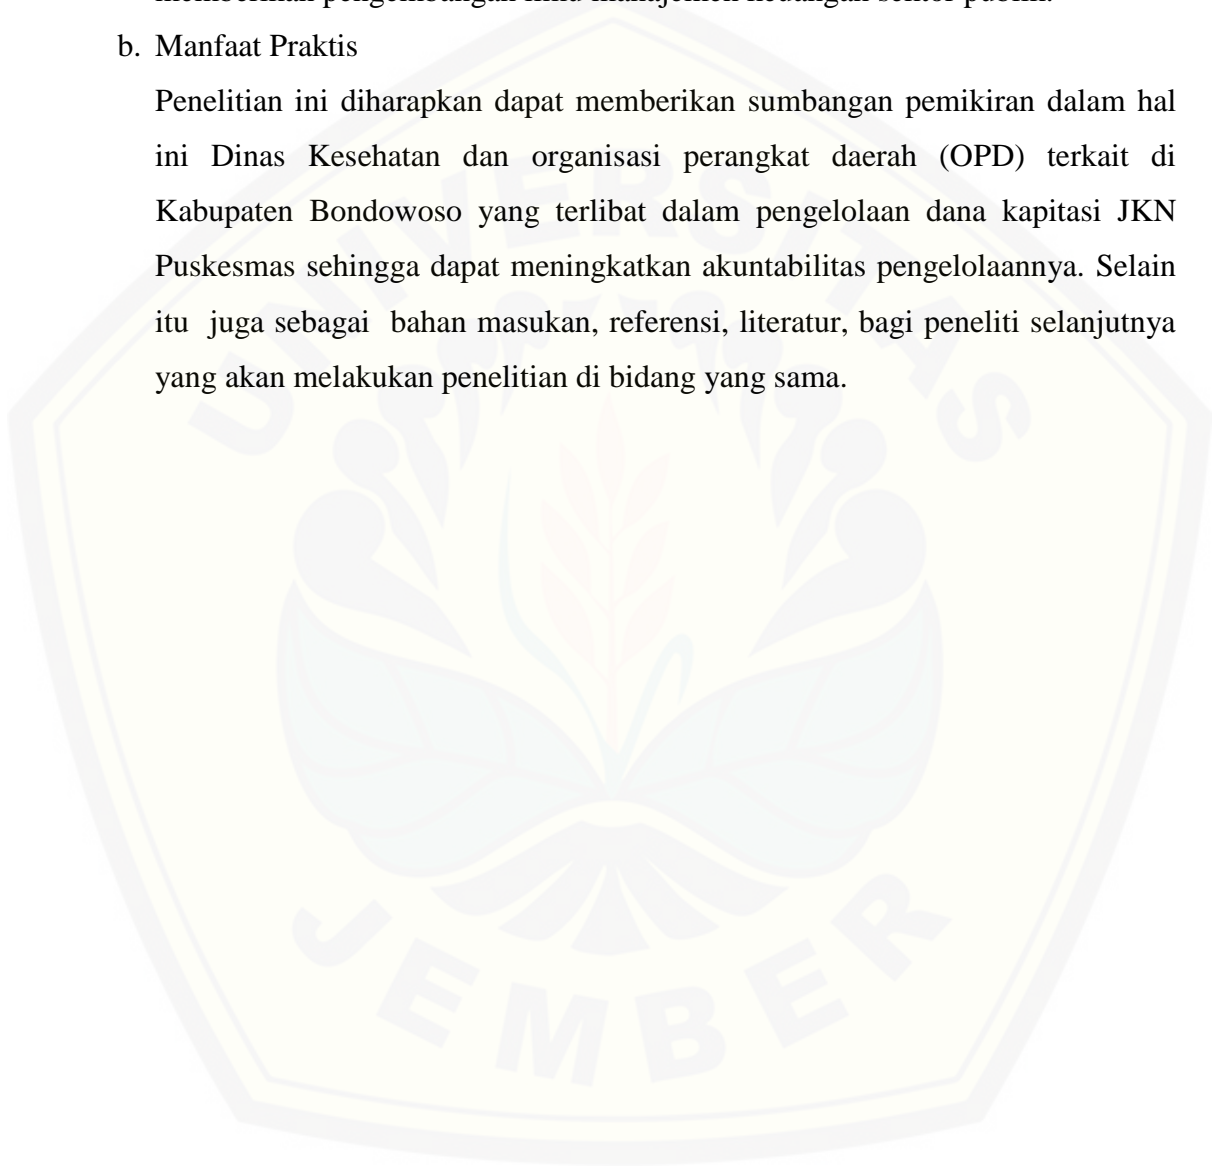 b. Manfaat Praktis
Penelitian ini diharapkan dapat memberikan sumbangan pemikiran dalam hal
ini Dinas Kesehatan dan organisasi perangkat daerah (OPD) terkait di
Kabupaten Bondowoso yang terlibat dalam pengelolaan dana kapitasi JKN
Puskesmas sehingga dapat meningkatkan akuntabilitas pengelolaannya. Selain
itu juga sebagai bahan masukan, referensi, literatur, bagi peneliti selanjutnya
yang akan melakukan penelitian di bidang yang sama.
UNIVERSITAS
JEMBER